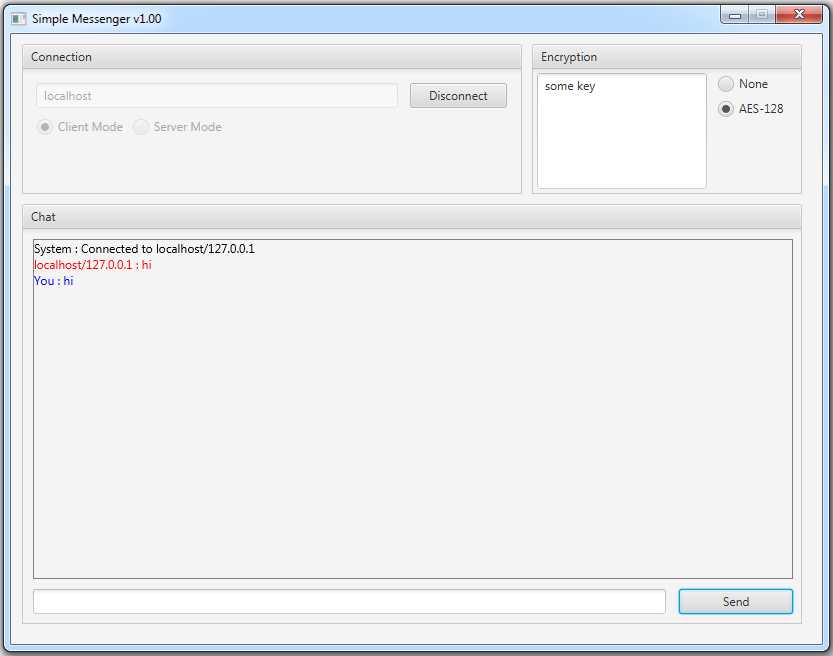 Simple Messenger v1.00
Connection
localhost
Disconnect
Client Mode
Server Mode
Encryption
some key
None
AES-128
Chat
System : Connected to localhost/127.0.0.1
localhost/127.0.0.1 : hi
You : hi
Send